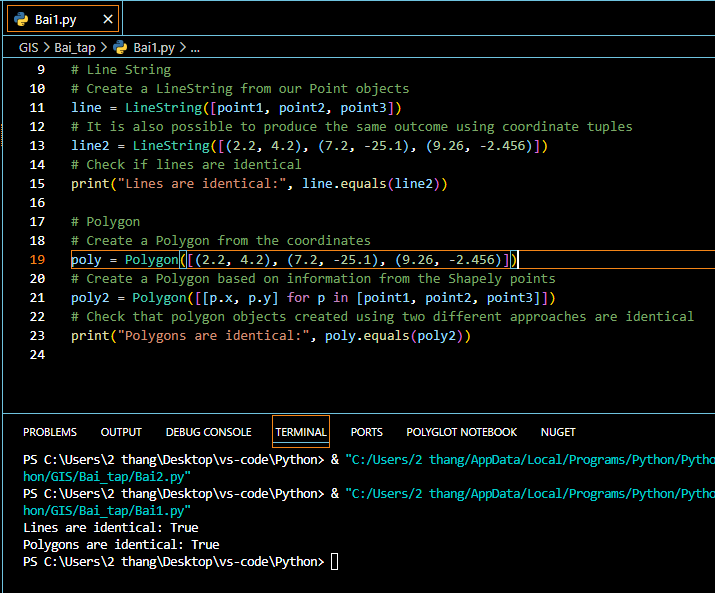 Bai1.py
GIS > Bai_tap > Bai1.py > ...
9 # Line String
10 # Create a LineString from our Point objects
11 line = LineString([point1, point2, point3])
12 # It is also possible to produce the same outcome using coordinate tuples
13 line2 = LineString([(2.2, 4.2), (7.2, -25.1), (9.26, -2.456)])
14 # Check if lines are identical
15 print("Lines are identical:", line.equals(line2))
16
17 # Polygon
18 # Create a Polygon from the coordinates
19 poly = Polygon([(2.2, 4.2), (7.2, -25.1), (9.26, -2.456)])
20 # Create a Polygon based on information from the Shapely points
21 poly2 = Polygon([[p.x, p.y] for p in [point1, point2, point3]])
22 # Check that polygon objects created using two different approaches are identical
23 print("Polygons are identical:", poly.equals(poly2))
24
PROBLEMS OUTPUT DEBUG CONSOLE TERMINAL PORTS POLYGLOT NOTEBOOK NUGET
PS C:\Users\2 thang\Desktop\vs-code\Python> & "C:/Users/2 thang/AppData/Local/Programs/Python/Pytho
hon/GIS/Bai_tap/Bai2.py"
PS C:\Users\2 thang\Desktop\vs-code\Python> & "C:/Users/2 thang/AppData/Local/Programs/Python/Pytho
hon/GIS/Bai_tap/Bai1.py"
Lines are identical: True
Polygons are identical: True
PS C:\Users\2 thang\Desktop\vs-code\Python>